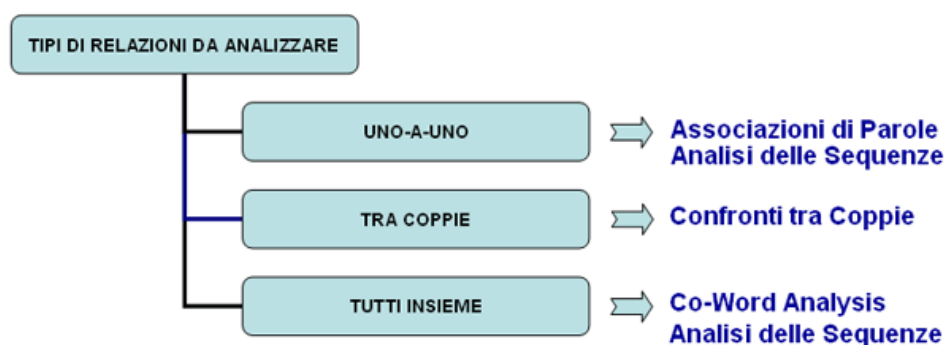 TIPI DI RELAZIONI DA ANALIZZARE
UNO-A-UNO
Associazioni di Parole
Analisi delle Sequenze
TRA COPPIE
Confronti tra Coppie
TUTTI INSIEME
Co-Word Analysis
Analisi delle Sequenze